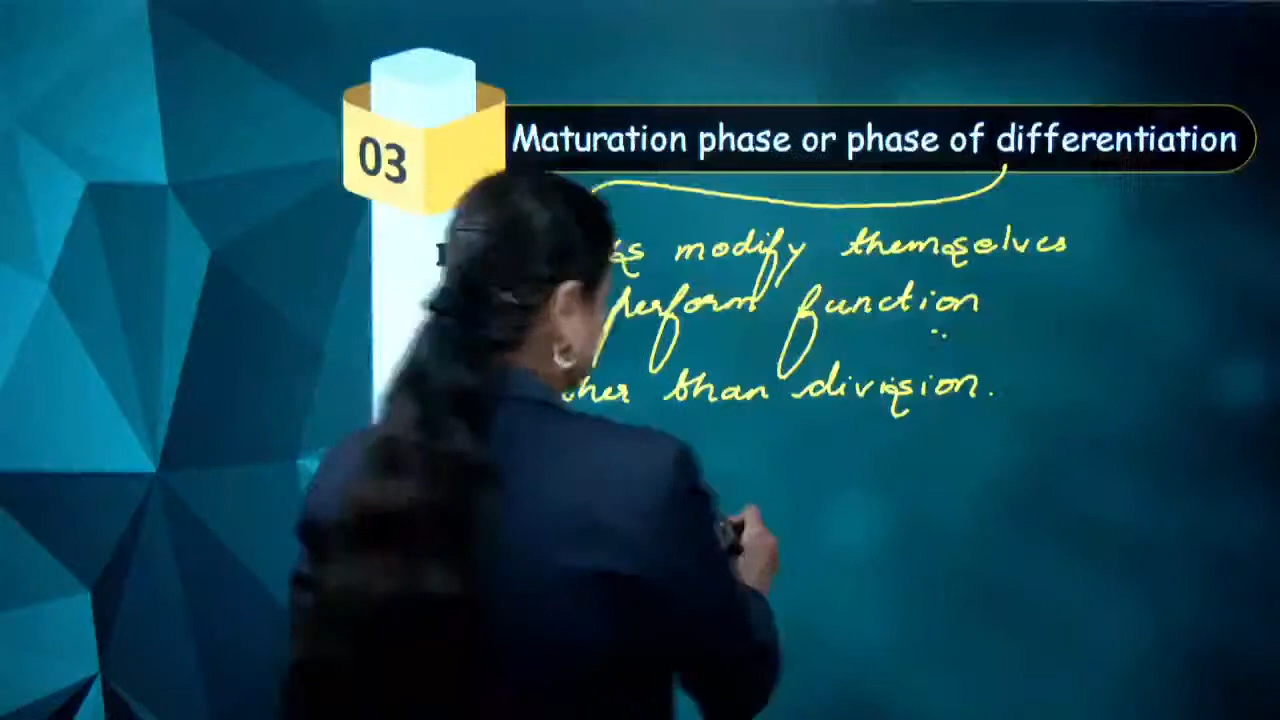 03
Maturation phase or phase of differentiation
modify themselves
perform function
than division.